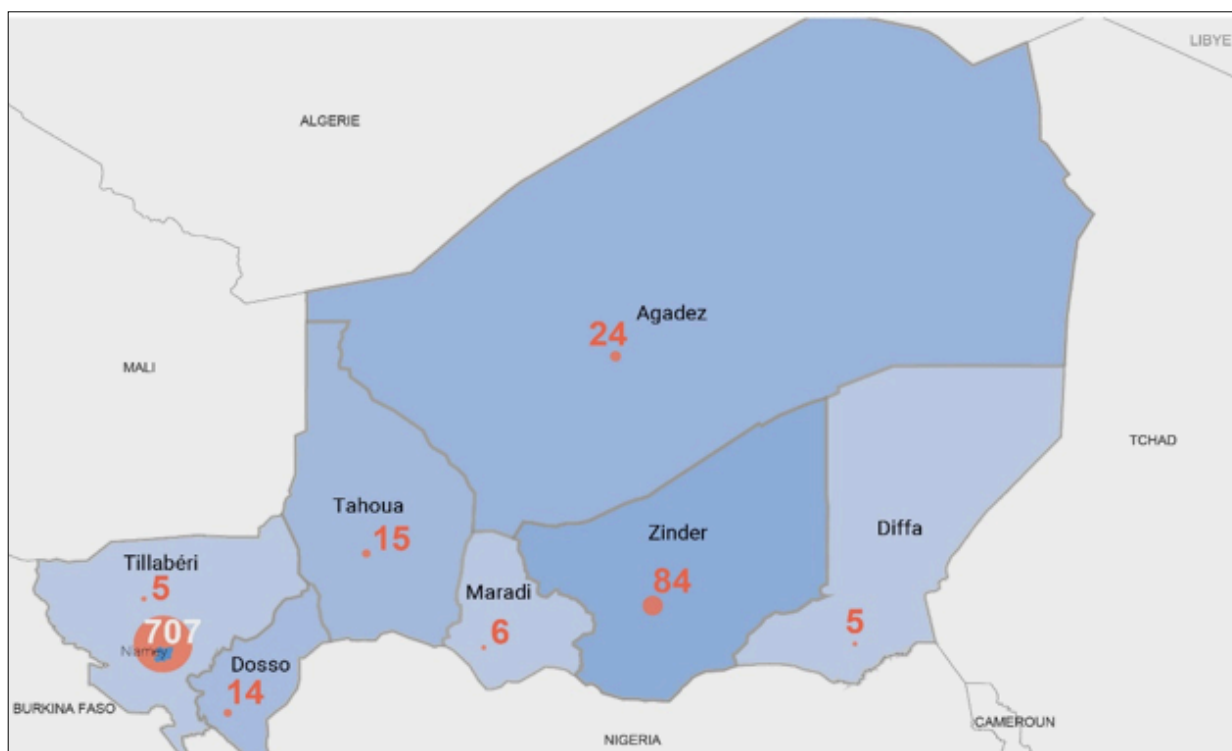 LIBYE
ALGERIE
Agadez
24
MALI
TCHAD
Tahoua
15
Zinder
84
Diffa
5
Tillabéri
5
Maradi
6
707
Niamey
Dosso
14
BURKINA FASO
NIGERIA
CAMEROUN